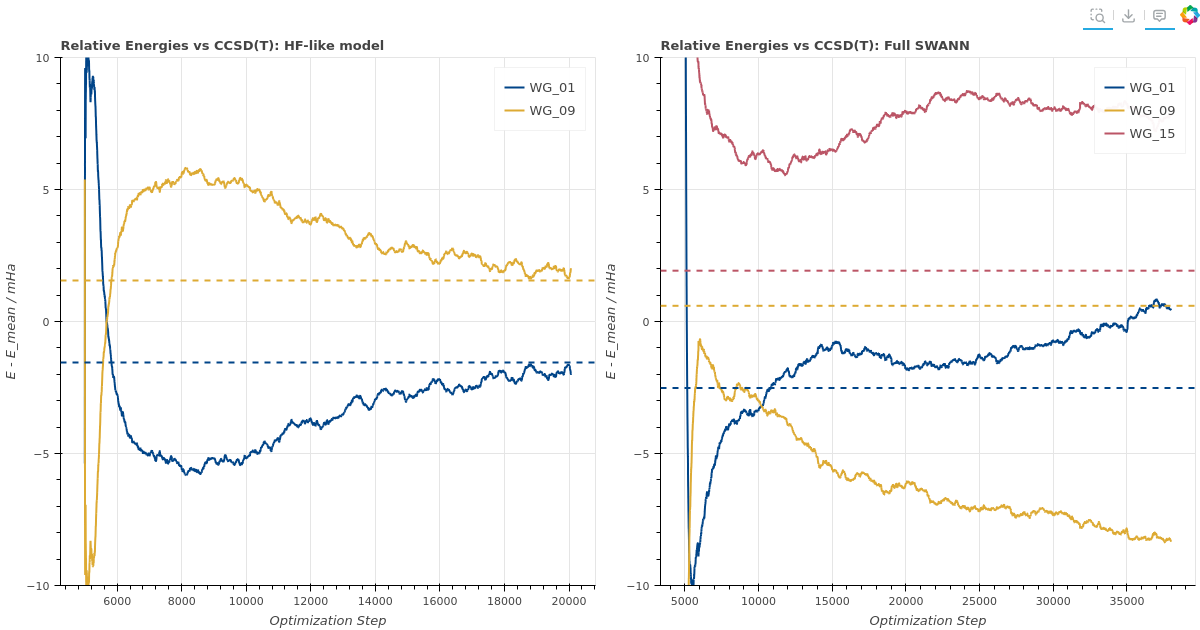 Relative Energies vs CCSD(T): HF-like model
E - E_mean / mHa
10
5
0
−5
−10
WG_01
WG_09
6000 8000 10000 12000 14000 16000 18000 20000
Optimization Step
Relative Energies vs CCSD(T): Full SWANN
E - E_mean / mHa
10
5
0
−5
−10
WG_01
WG_09
WG_15
5000 10000 15000 20000 25000 30000 35000
Optimization Step